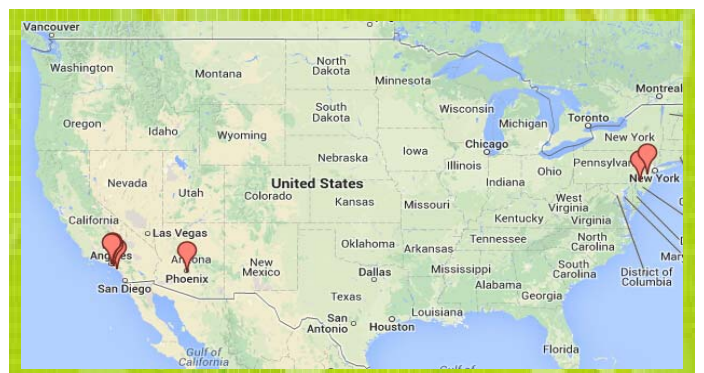 Vancouver
Washington
Montana
North
Dakota
Minnesota
Montreal
Oregon
Idaho
Wyoming
South
Dakota
Wisconsin
Michigan
Toronto
New York
Chicago
Nebraska
Iowa
Illinois
Indiana
Ohio
Pennsylvan
New York
Nevada
Utah
Colorado
United States
Kansas
Missouri
West
Virginia
Virginia
Kentucky
California
Las Vegas
Angeles
Arizona
Phoenix
San Diego
New
Mexico
Oklahoma
Arkansas
Tennessee
North
Carolina
South
Carolina
Mary
District of
Columbia
Dallas
Mississippi
Alabama
Georgia
Texas
Louisiana
San
Antonio
Houston
Florida
Gulf of
California